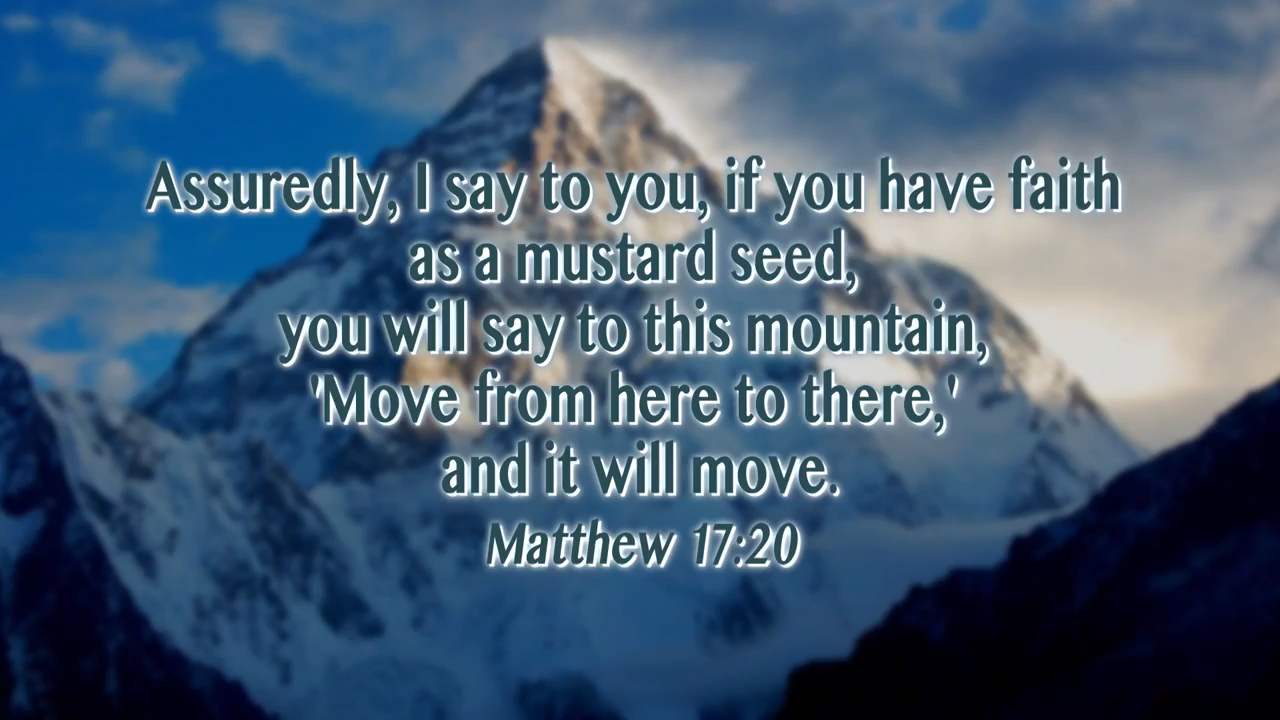 Assuredly, I say to you, if you have faith
as a mustard seed,
you will say to this mountain,
'Move from here to there,'
and it will move.
Matthew 17:20